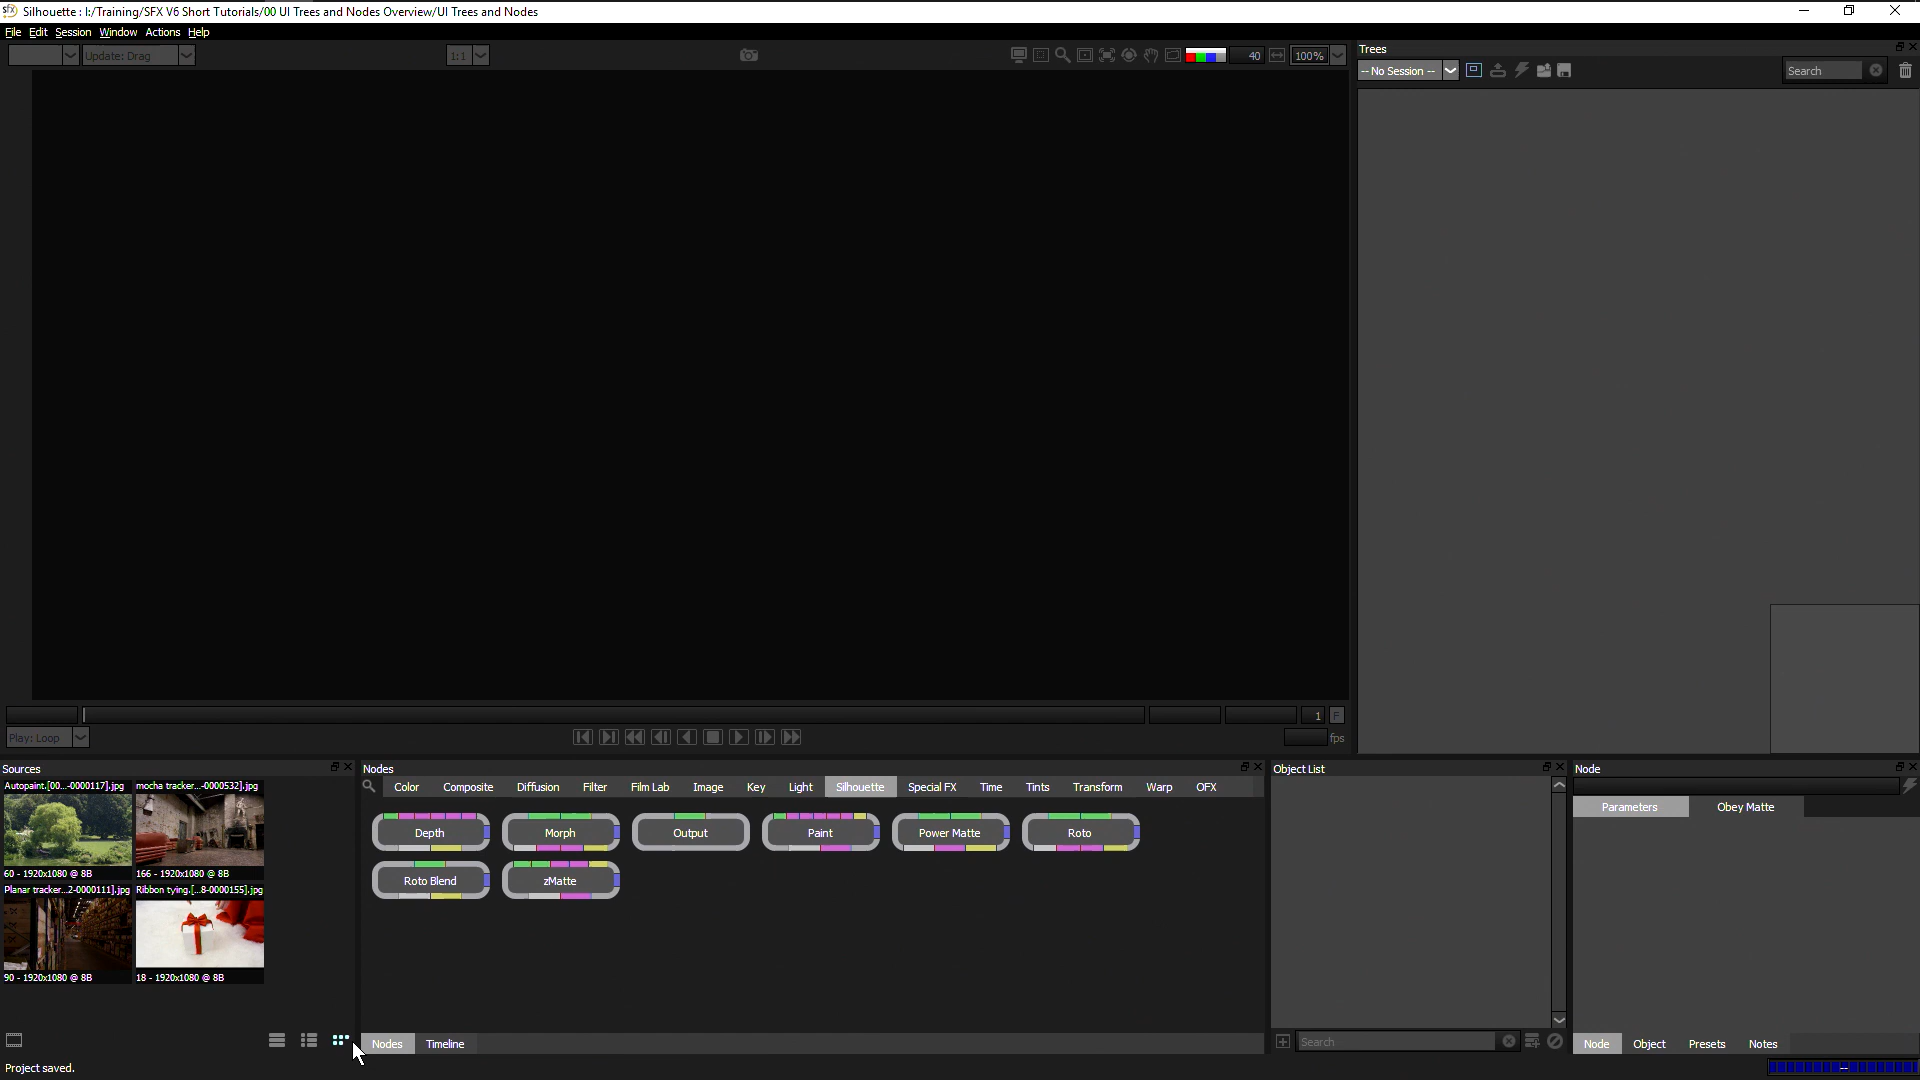 SFX Silhouette : I:/Training/SFX V6 Short Tutorials/00 UI Trees and Nodes Overview/UI Trees and Nodes
File Edit Session Window Actions Help
Update: Drag 1:1 40 100%
Trees
-- No Session -- Search
1 F
Play: Loop fps
Sources
Autopaint.[00...-0000117].jpg mocha tracker...-0000532].jpg
60 - 1920x1080 @ 8B 166 - 1920x1080 @ 8B
Planar tracker...2-0000111].jpg Ribbon tying.[...8-0000155].jpg
90 - 1920x1080 @ 8B 18 - 1920x1080 @ 8B
Nodes
Color Composite Diffusion Filter Film Lab Image Key Light Silhouette Special FX Time Tints Transform Warp OFX
Depth Morph Output Paint Power Matte Roto
Roto Blend zMatte
Nodes Timeline
Object List
Search
Node
Parameters Obey Matte
Node Object Presets Notes
Project saved. --